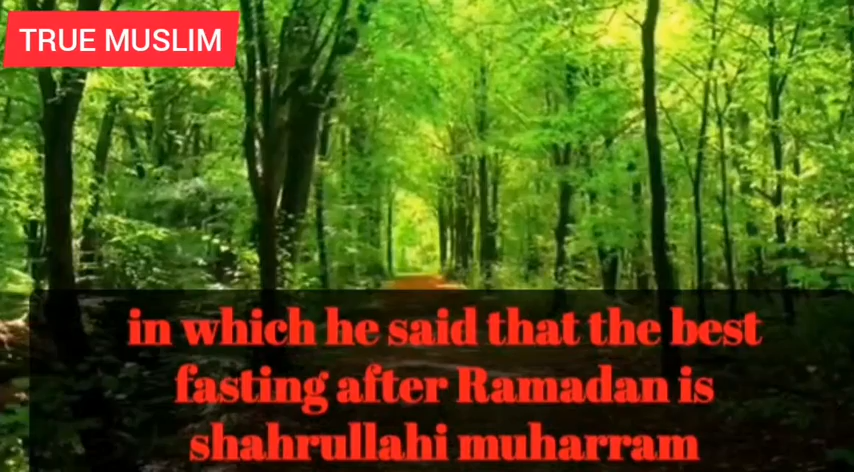 TRUE MUSLIM
in which he said that the best
fasting after Ramadan is
shahrullahi muharram